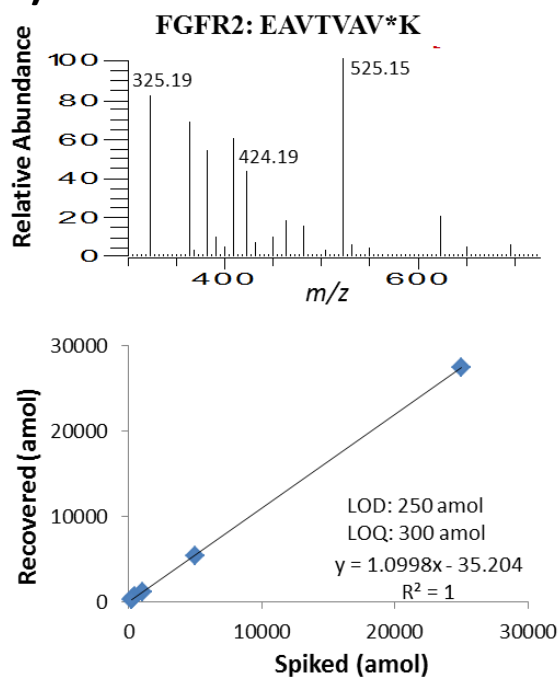 FGFR2: EAVTVAV*K
Relative Abundance
100
80
60
40
20
0
325.19
525.15
424.19
400
600
m/z
Recovered (amol)
30000
20000
10000
0
LOD: 250 amol
LOQ: 300 amol
y = 1.0998x - 35.204
R² = 1
0
10000
20000
30000
Spiked (amol)